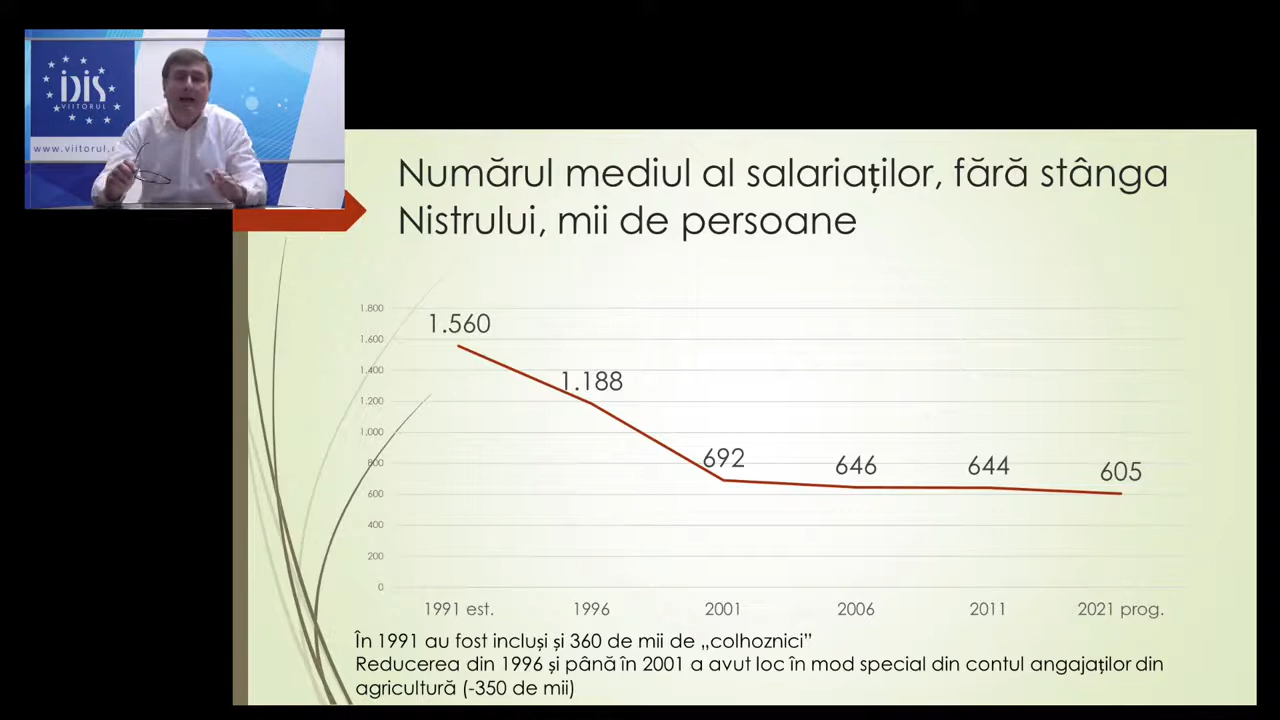 IDIS
VIITORUL
www.viitorul.
Numărul mediul al salariaților, fără stânga
Nistrului, mii de persoane
1.800
1.600
1.400
1.200
1.000
800
600
400
200
0
1.560
1.188
692
646
644
605
1991 est.
1996
2001
2006
2011
2021 prog.
În 1991 au fost incluși și 360 de mii de „colhoznici”
Reducerea din 1996 și până în 2001 a avut loc în mod special din contul angajaților din
agricultură (-350 de mii)